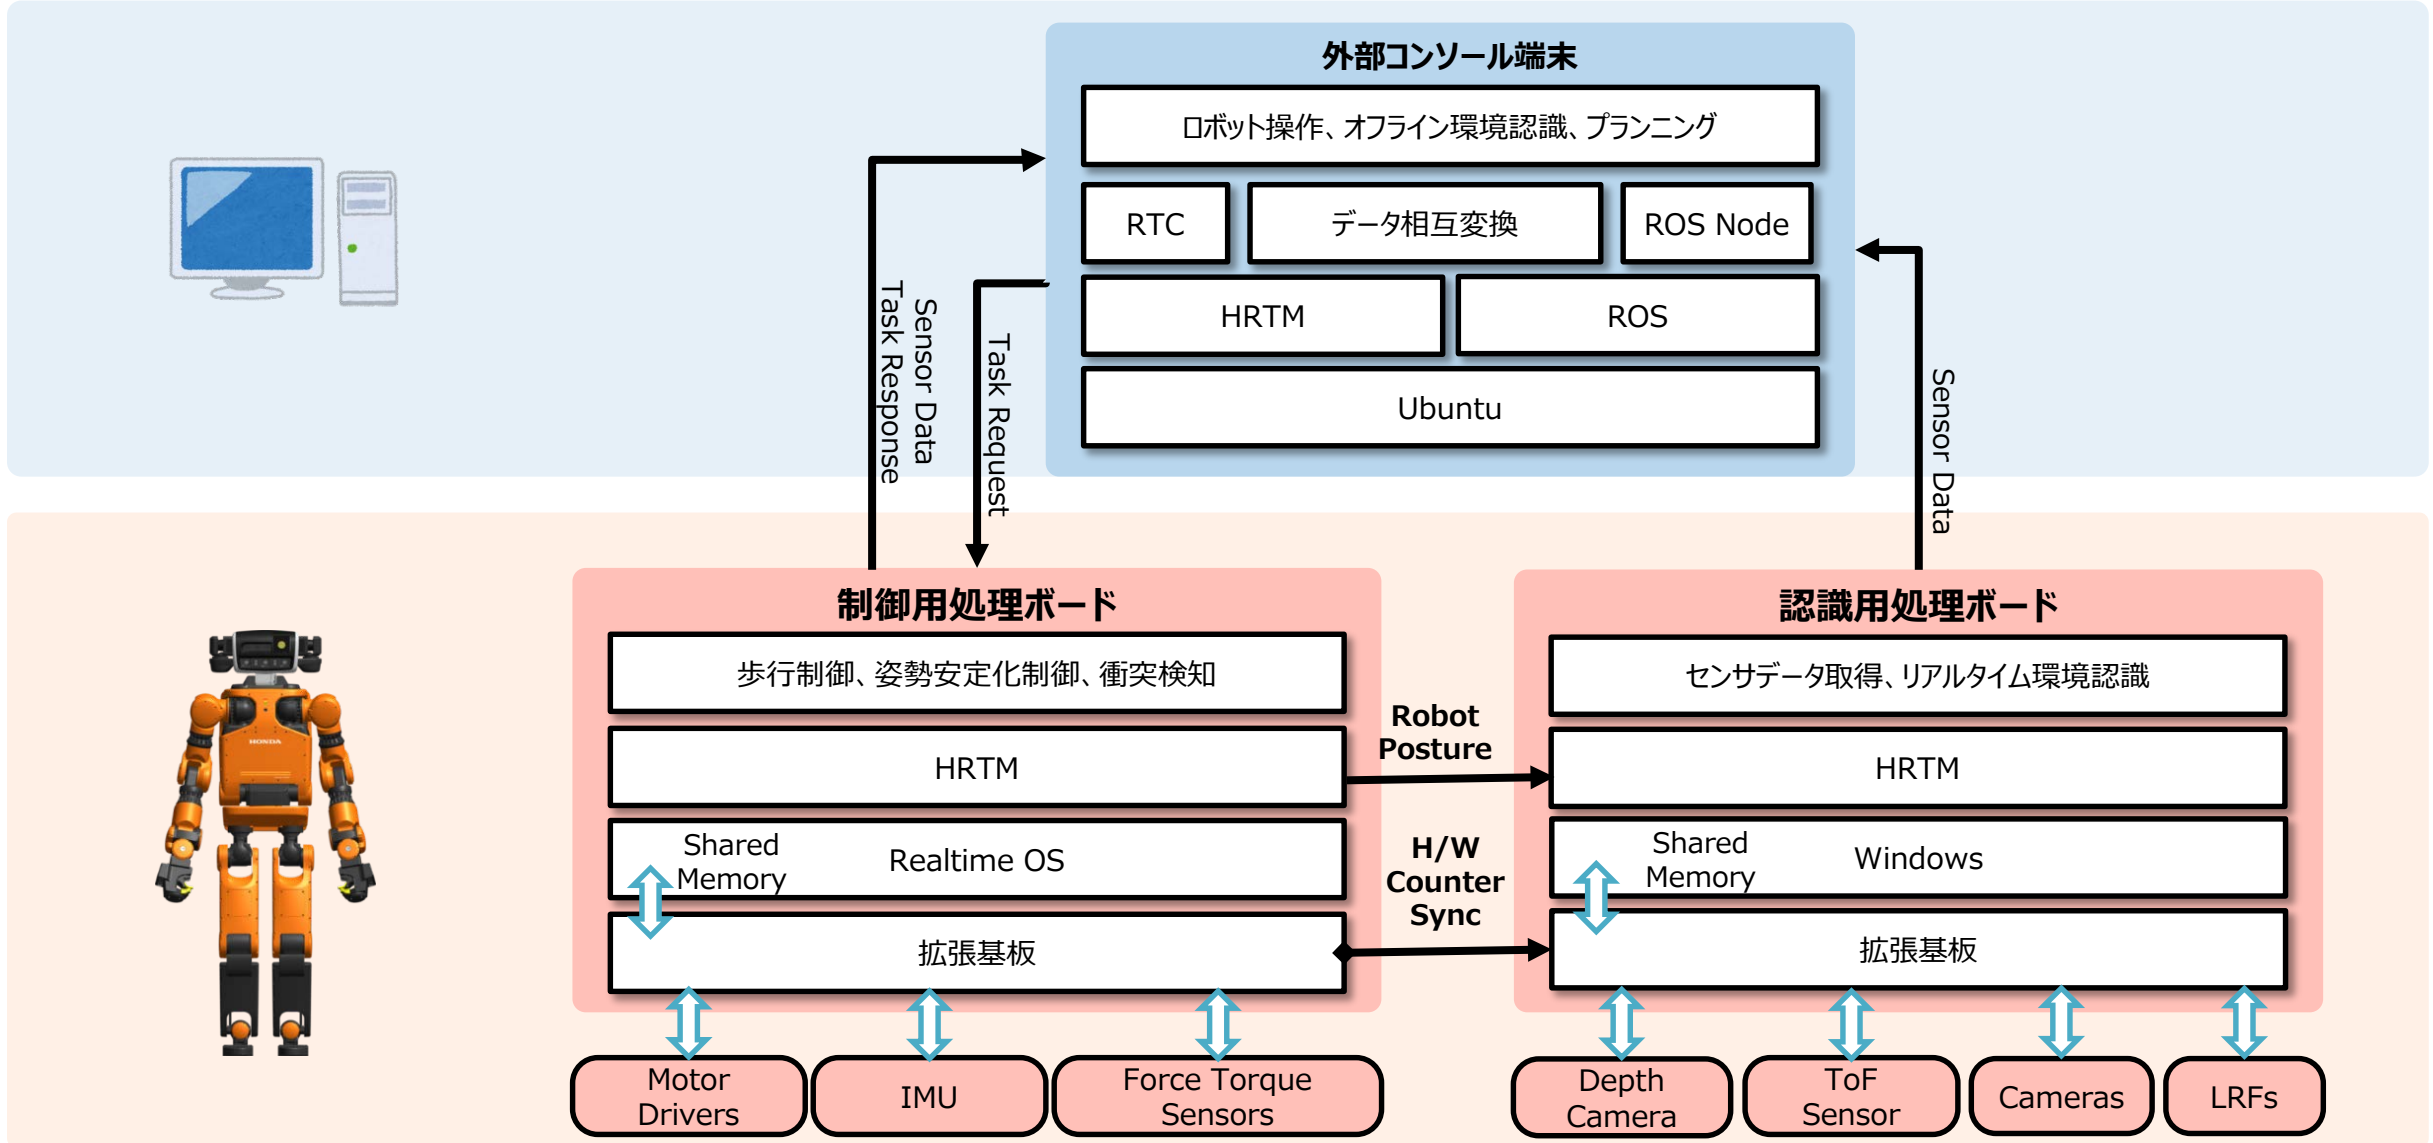 外部コンソール端末
ロボット操作、オフライン環境認識、プランニング
RTC
データ相互変換
ROS Node
HRTM
ROS
Ubuntu
Sensor Data
Task Response
Task Request
Sensor Data
制御用処理ボード
歩行制御、姿勢安定化制御、衝突検知
HRTM
Shared
Memory
Realtime OS
拡張基板
Motor
Drivers
IMU
Force Torque
Sensors
Robot
Posture
H/W
Counter
Sync
認識用処理ボード
センサデータ取得、リアルタイム環境認識
HRTM
Shared
Memory
Windows
拡張基板
Depth
Camera
ToF
Sensor
Cameras
LRFs
HONDA